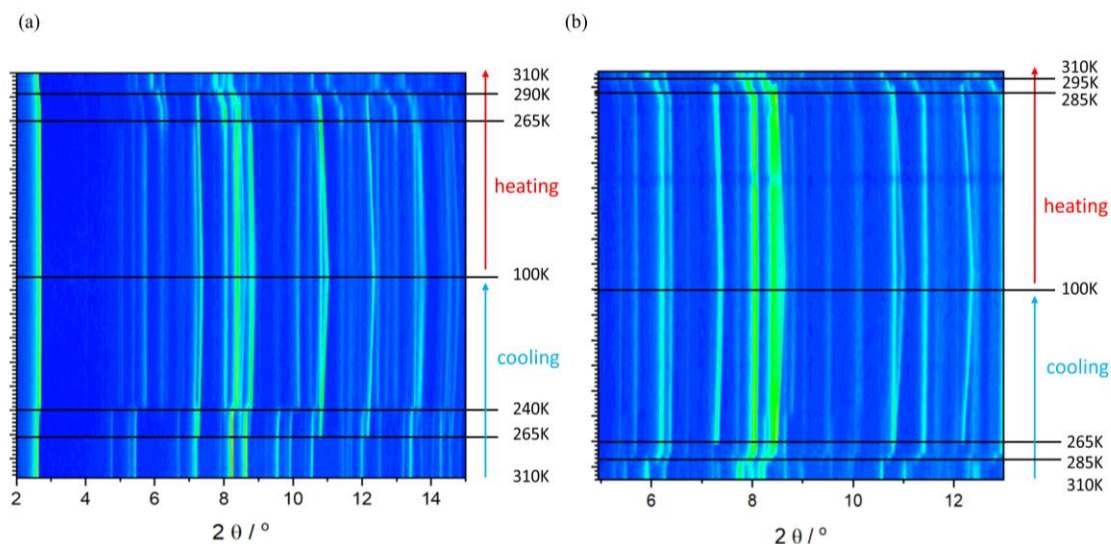 (a)
310K
290K
265K
heating
100K
cooling
240K
265K
310K
2 4 6 8 10 12 14
2 θ / °
(b)
310K
295K
285K
heating
100K
cooling
265K
285K
310K
6 8 10 12
2 θ / °